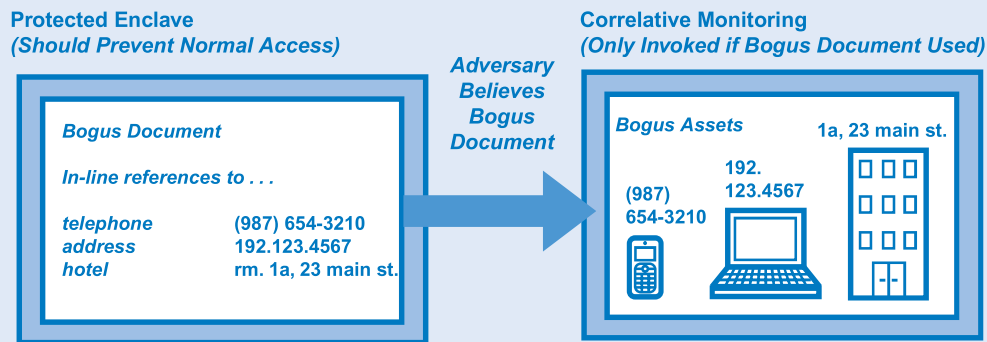 Protected Enclave
(Should Prevent Normal Access)
Bogus Document
In-line references to . . .
telephone (987) 654-3210
address 192.123.4567
hotel rm. 1a, 23 main st.
Adversary
Believes
Bogus
Document
Correlative Monitoring
(Only Invoked if Bogus Document Used)
Bogus Assets
(987)
654-3210
192.
123.4567
1a, 23 main st.